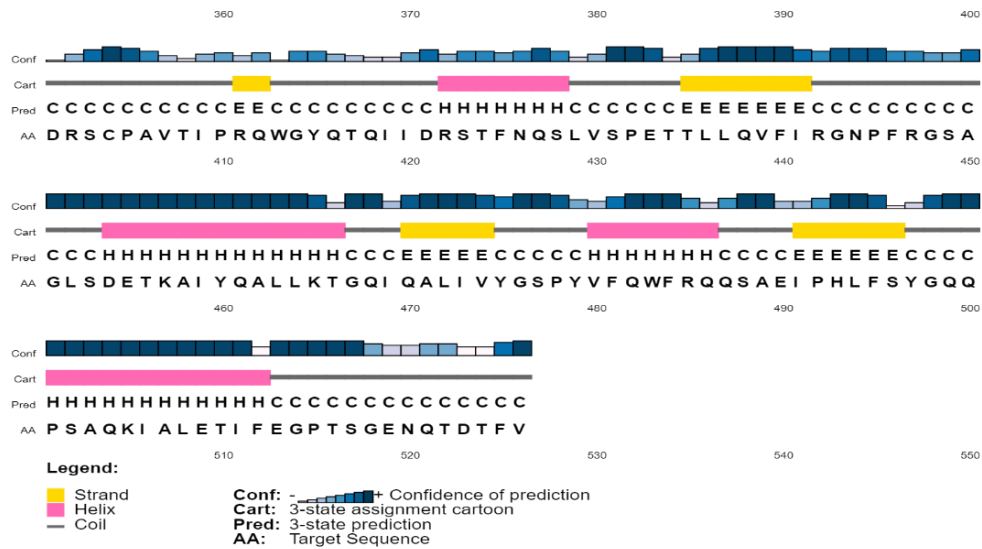 360 370 380 390 400
Conf
Cart
Pred C C C C C C C C C C E E C C C C C C C C C H H H H H H H C C C C C C E E E E E E E C C C C C C C C C
AA D R S C P A V T I P R Q W G Y Q T Q I I D R S T F N Q S L V S P E T T L L Q V F I R G N P F R G S A
410 420 430 440 450
Conf
Cart
Pred C C C H H H H H H H H H H H H H C C C E E E E E C C C C C H H H H H H H C C C C E E E E E E C C C C
AA G L S D E T K A I Y Q A L L K T G Q I Q A L I V Y G S P Y V F Q W F R Q Q S A E I P H L F S Y G Q Q
460 470 480 490 500
Conf
Cart
Pred H H H H H H H H H H H H C C C C C C C C C C C C C C
AA P S A Q K I A L E T I F E G P T S G E N Q T D T F V
510 520 530 540 550
Legend:
Strand
Helix
Coil
Conf: - + Confidence of prediction
Cart: 3-state assignment cartoon
Pred: 3-state prediction
AA: Target Sequence